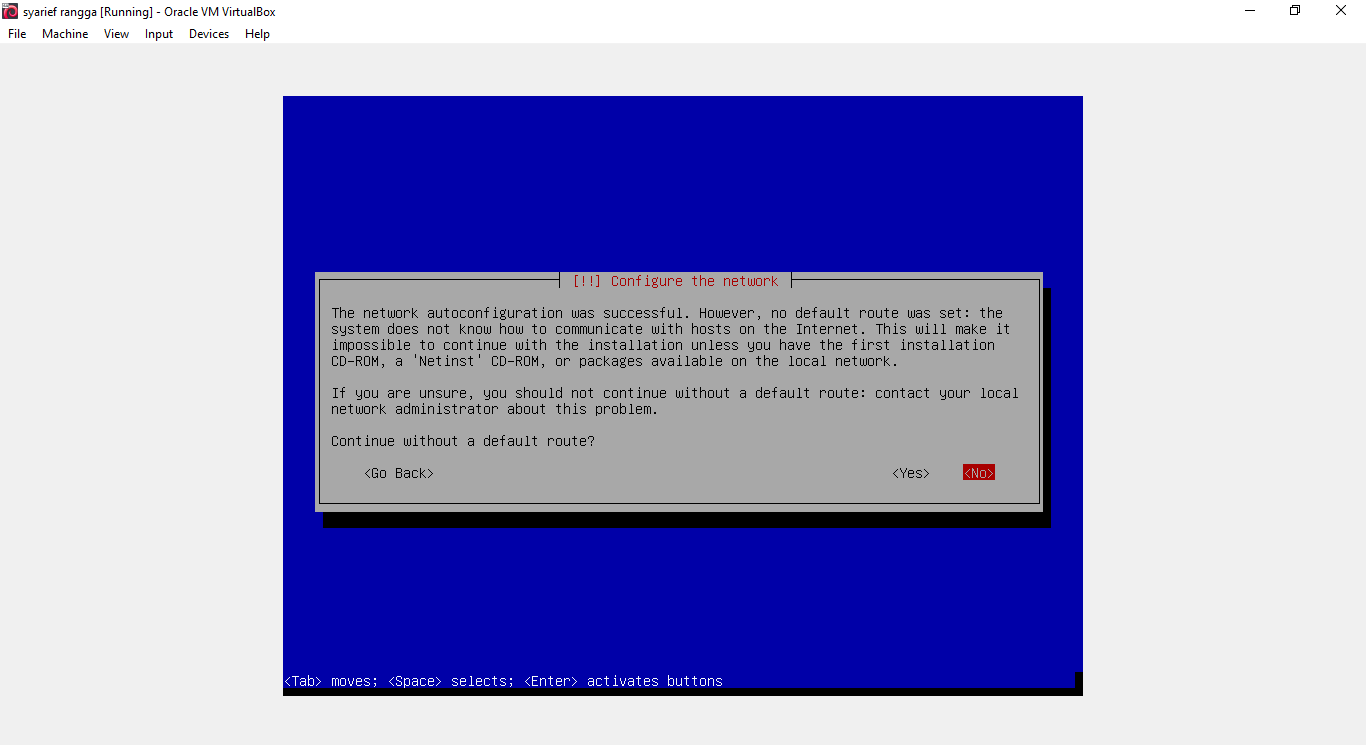 syarief rangga [Running] - Oracle VM VirtualBox
File Machine View Input Devices Help
[!!] Configure the network
The network autoconfiguration was successful. However, no default route was set: the
system does not know how to communicate with hosts on the Internet. This will make it
impossible to continue with the installation unless you have the first installation
CD-ROM, a 'Netinst' CD-ROM, or packages available on the local network.
If you are unsure, you should not continue without a default route: contact your local
network administrator about this problem.
Continue without a default route?
<Go Back> <Yes> <No>
<Tab> moves; <Space> selects; <Enter> activates buttons